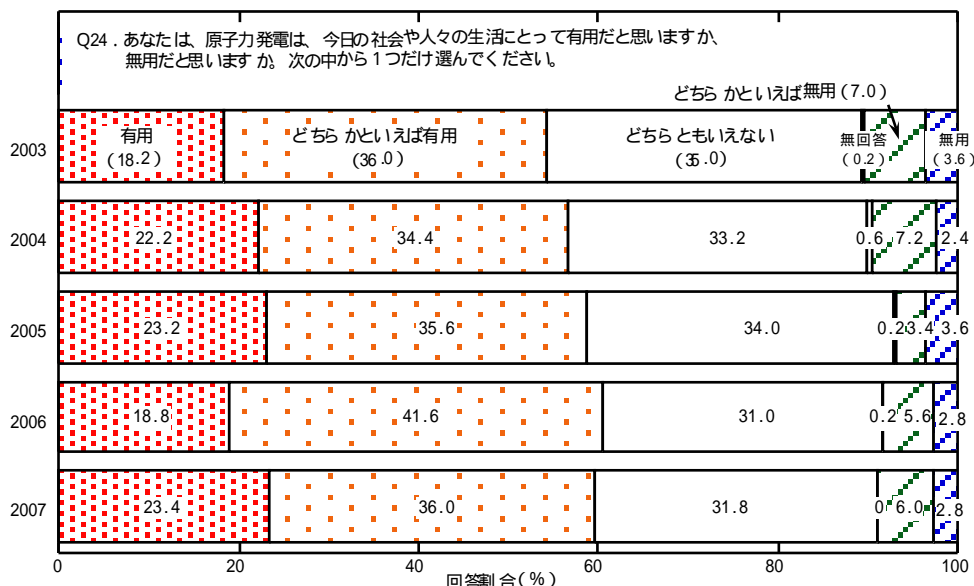 Q24．あなたは、原子力発電は、今日の社会や人々の生活にとって有用だと思いますか、
無用だと思いますか。次の中から１つだけ選んでください。
どちらかといえば無用(7.0)
2003
有用
(18.2)
どちらかといえば有用
(36.0)
どちらともいえない
(35.0)
無回答
(0.2)
無用
(3.6)
2004 22.2 34.4 33.2 0.6 7.2 2.4
2005 23.2 35.6 34.0 0.2 3.4 3.6
2006 18.8 41.6 31.0 0.2 5.6 2.8
2007 23.4 36.0 31.8 0 6.0 2.8
0 20 40 60 80 100
回答割合(%)